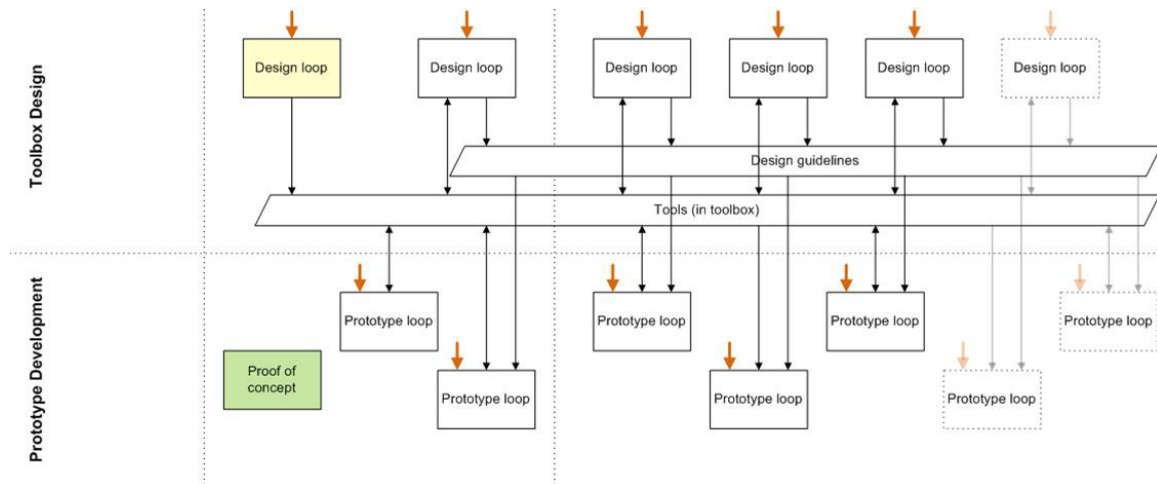 Toolbox Design
Design loop
Design loop
Design loop
Design loop
Design loop
Design loop
Design guidelines
Tools (in toolbox)
Prototype Development
Prototype loop
Prototype loop
Prototype loop
Prototype loop
Proof of
concept
Prototype loop
Prototype loop
Prototype loop